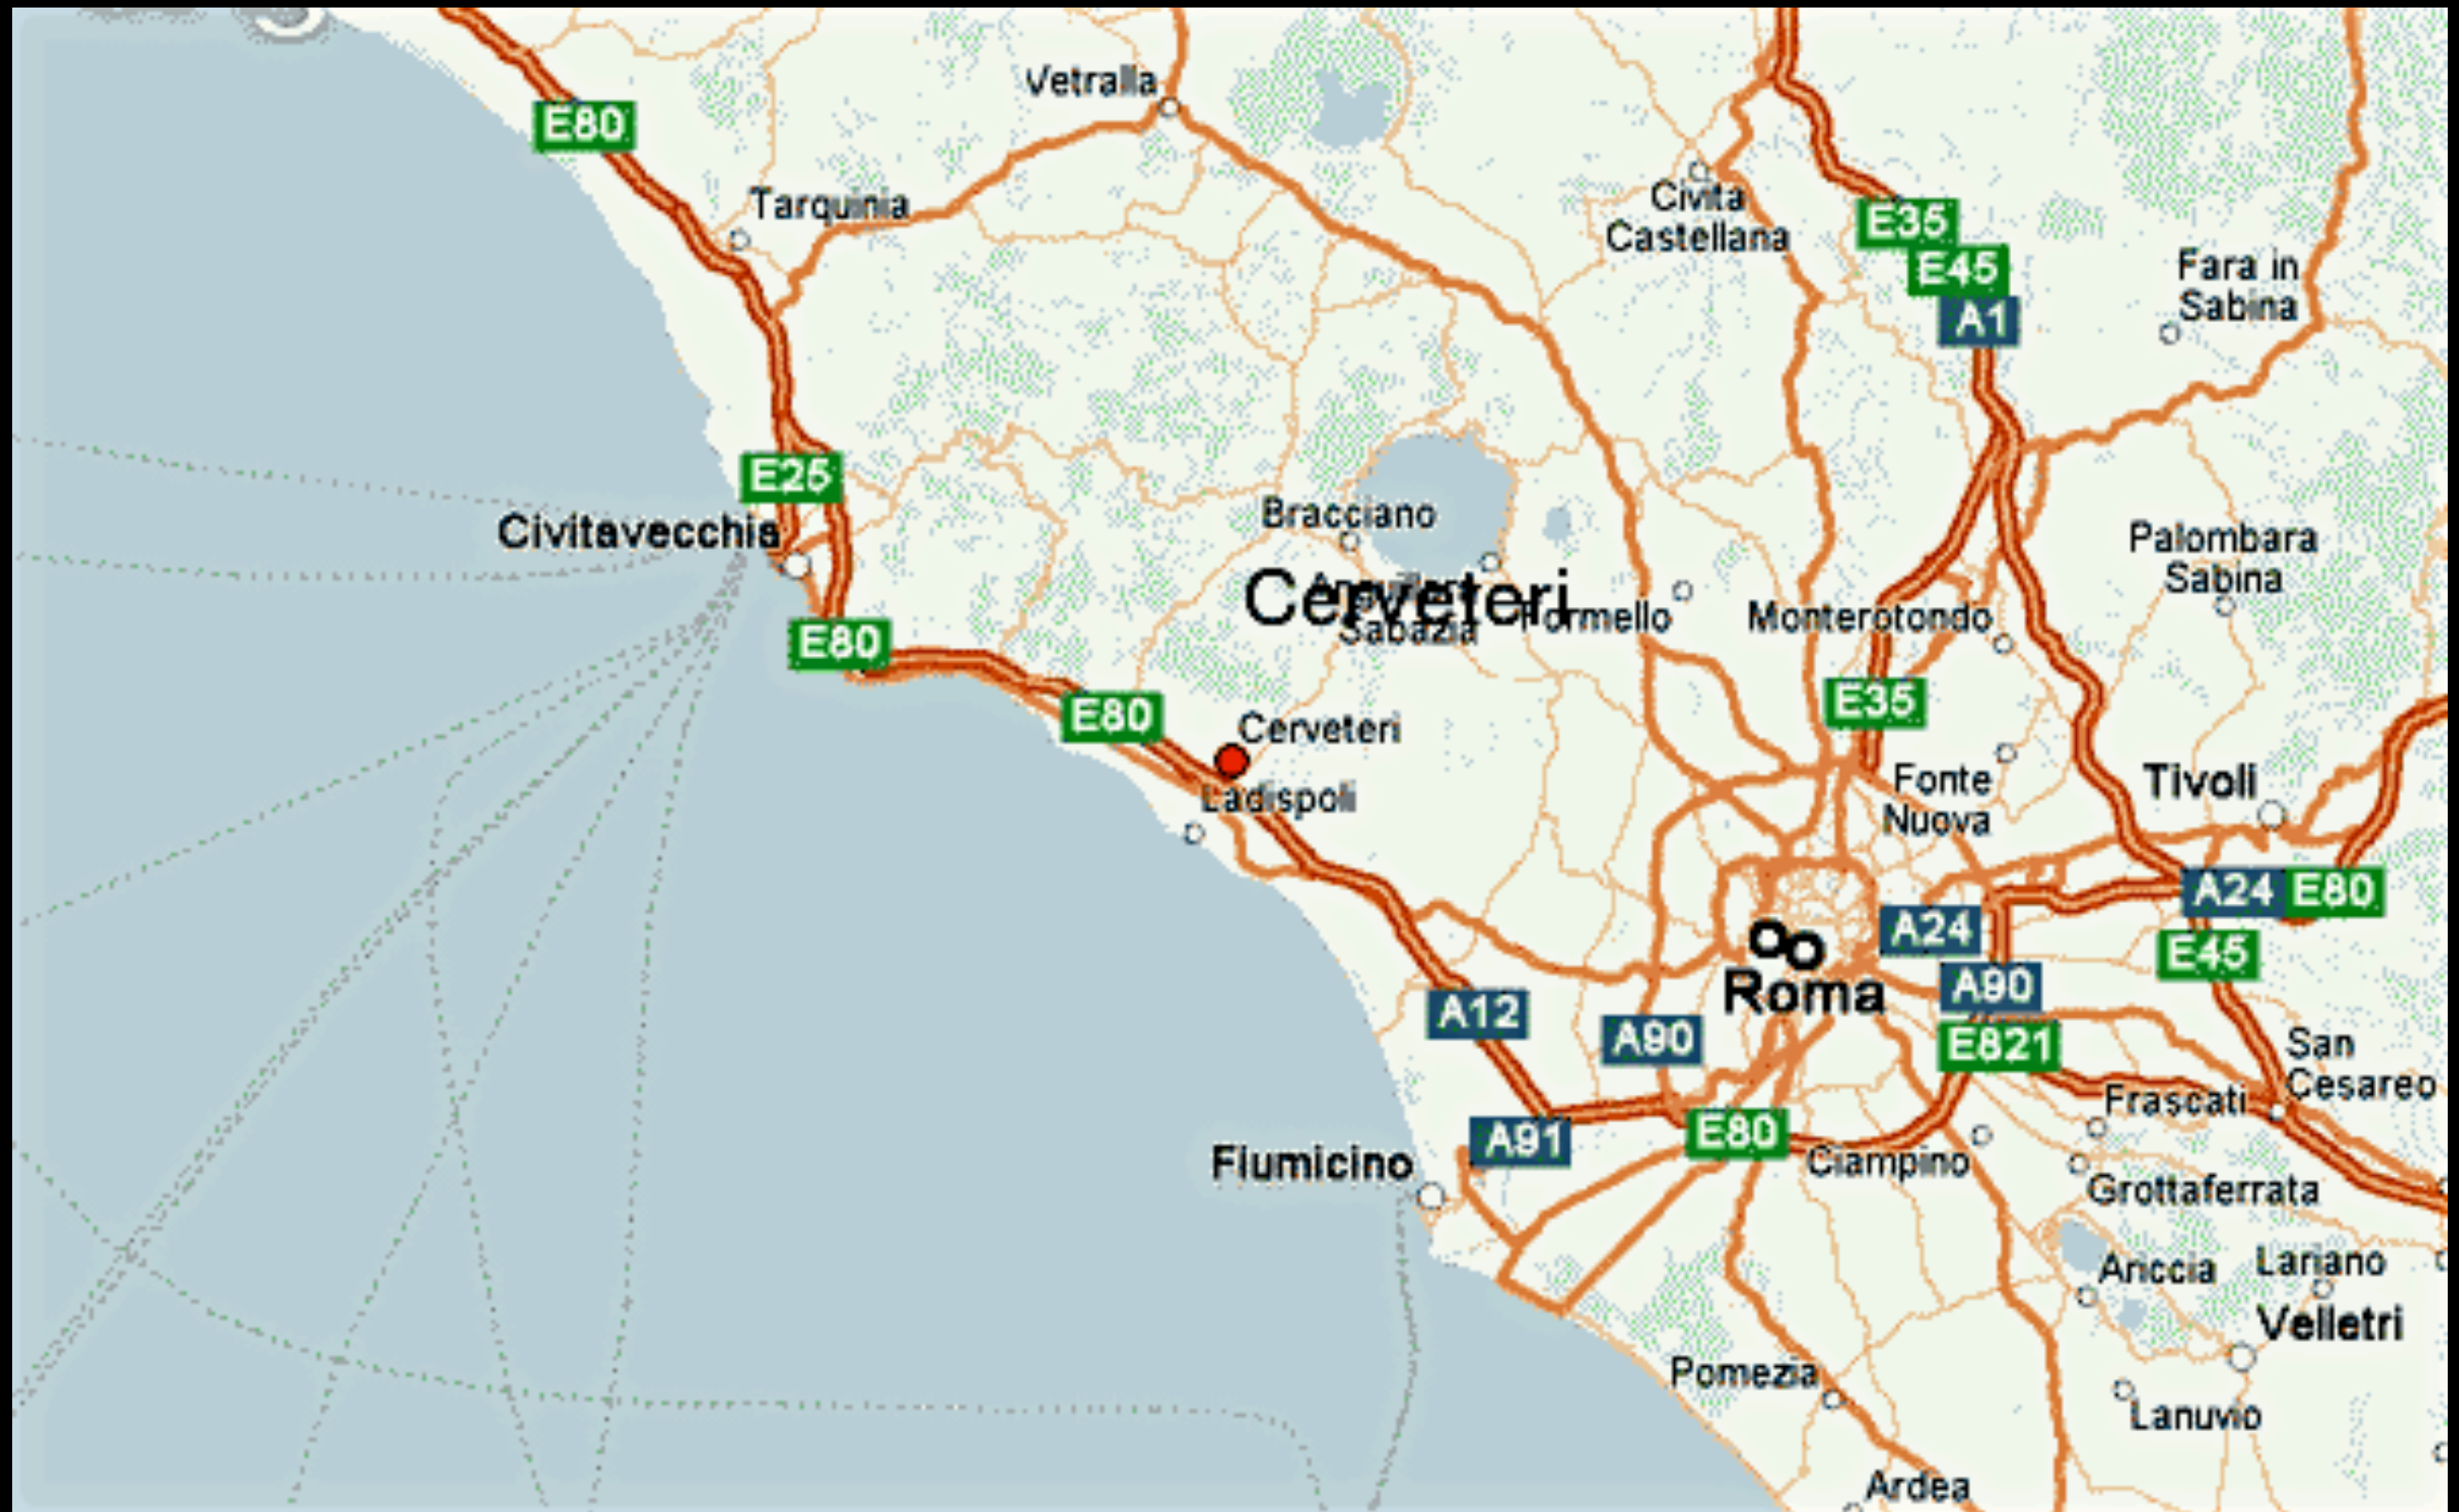 Vetralla
E80
Tarquinia
Civita
Castellana
E35
E45
A1
Fara in
Sabina
E25
Civitavecchia
Bracciano
Palombara
Sabina
Cerveteri
Sabazia
Formello
Monterotondo
E80
E80
E35
Cerveteri
Ladispoli
Fonte
Nuova
Tivoli
A24
E80
A24
E45
Roma
A90
A12
A90
E821
San
Cesareo
Frascati
A91
E80
Fiumicino
Ciampino
Grottaferrata
Ariccia
Lariano
Velletri
Pomezia
Lanuvio
Ardea